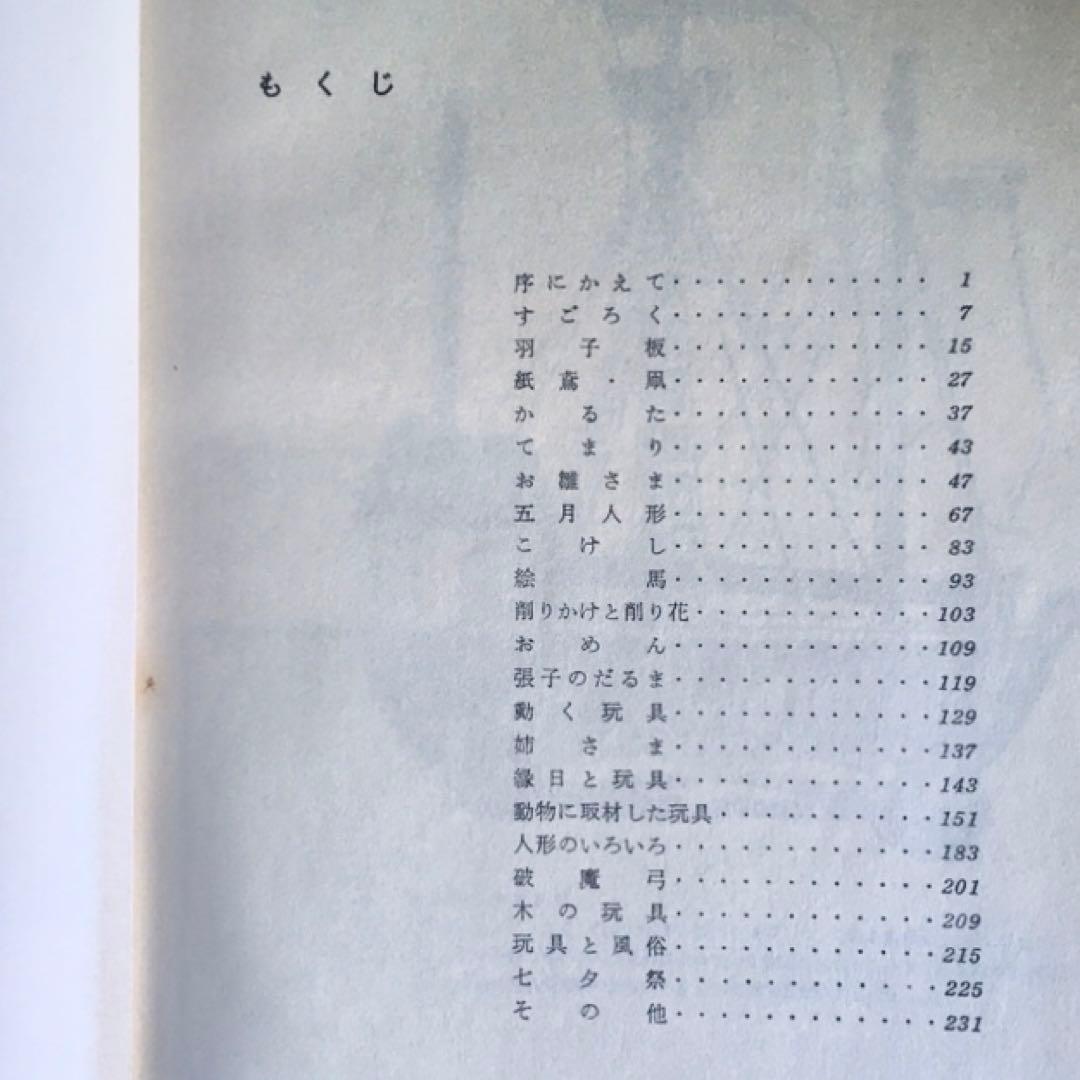 もくじ
序にかえて・・・・・・・・・・・・ 1
すごろく・・・・・・・・・・・・ 7
羽子板・・・・・・・・・・・・ 15
紙鳶・凧・・・・・・・・・・・・ 27
かるた・・・・・・・・・・・・ 37
てまり・・・・・・・・・・・・ 43
お雛さま・・・・・・・・・・・・ 47
五月人形・・・・・・・・・・・・ 67
こけし・・・・・・・・・・・・ 83
絵馬・・・・・・・・・・・・ 93
削りかけと削り花・・・・・・・・・・・103
おめん・・・・・・・・・・・・109
張子のだるま・・・・・・・・・・・・119
動く玩具・・・・・・・・・・・・129
姉さま・・・・・・・・・・・・137
縁日と玩具・・・・・・・・・・・・143
動物に取材した玩具・・・・・・・・・・151
人形のいろいろ・・・・・・・・・・・・183
破魔弓・・・・・・・・・・・・201
木の玩具・・・・・・・・・・・・209
玩具と風俗・・・・・・・・・・・・215
七夕祭・・・・・・・・・・・・225
その他・・・・・・・・・・・・231